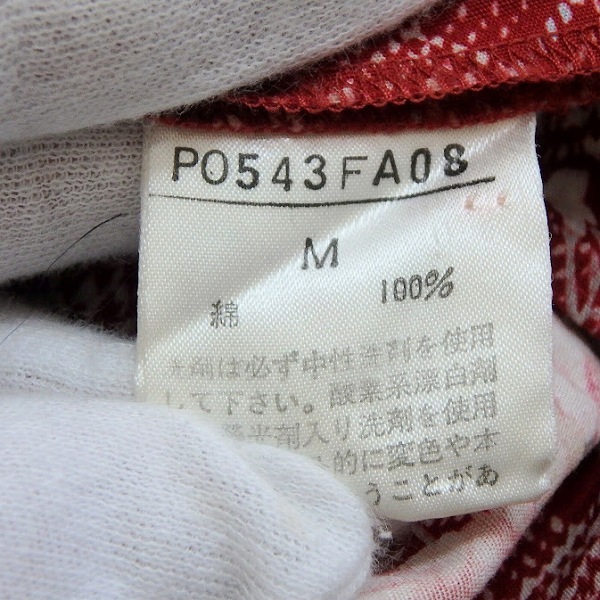 PO543FA08
M
綿 100%
洗剤は必ず中性洗剤を使用
して下さい。酸素系漂白剤
蛍光剤入り洗剤を使用
的に変色や本
うことがあ